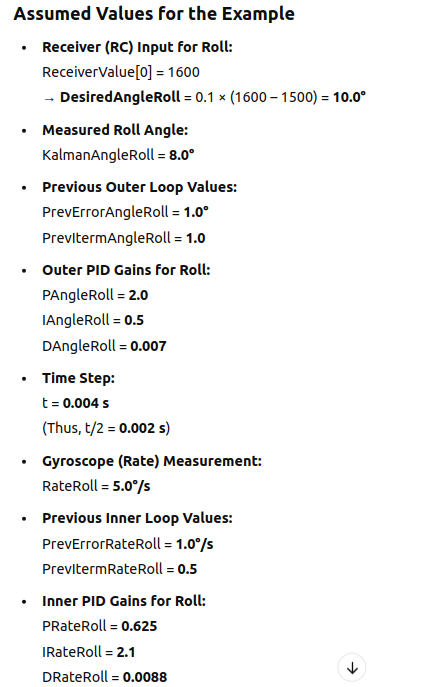 Assumed Values for the Example
• Receiver (RC) Input for Roll:
ReceiverValue[0] = 1600
→ DesiredAngleRoll = 0.1 × (1600 – 1500) = 10.0°
• Measured Roll Angle:
KalmanAngleRoll = 8.0°
• Previous Outer Loop Values:
PrevErrorAngleRoll = 1.0°
PrevItermAngleRoll = 1.0
• Outer PID Gains for Roll:
PAngleRoll = 2.0
IAngleRoll = 0.5
DAngleRoll = 0.007
• Time Step:
t = 0.004 s
(Thus, t/2 = 0.002 s)
• Gyroscope (Rate) Measurement:
RateRoll = 5.0°/s
• Previous Inner Loop Values:
PrevErrorRateRoll = 1.0°/s
PrevItermRateRoll = 0.5
• Inner PID Gains for Roll:
PRateRoll = 0.625
IRateRoll = 2.1
DRateRoll = 0.0088